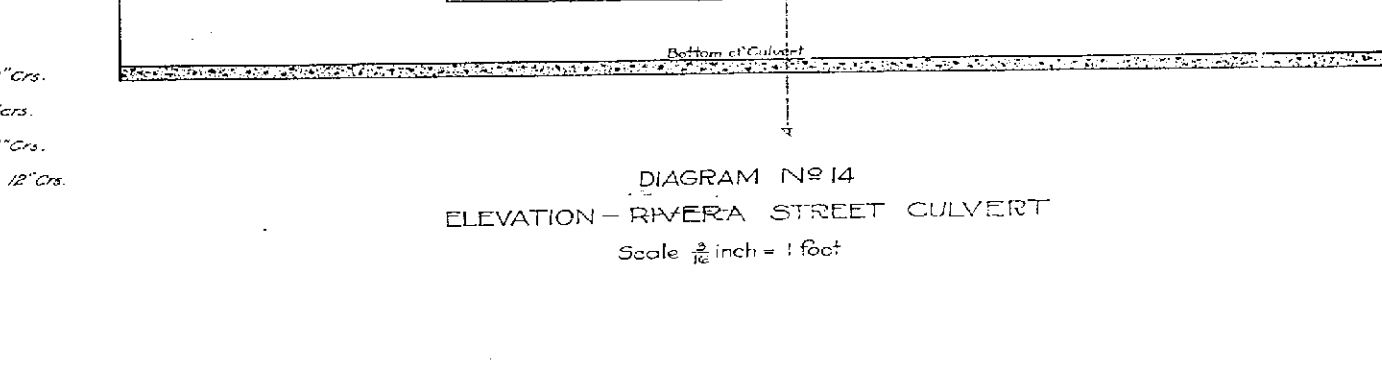 Bottom of Culvert
"Crs.
crs.
"Crs.
12" Crs.
DIAGRAM Nº 14
ELEVATION – RIVERA STREET CULVERT
Scale 3/16 inch = 1 foot